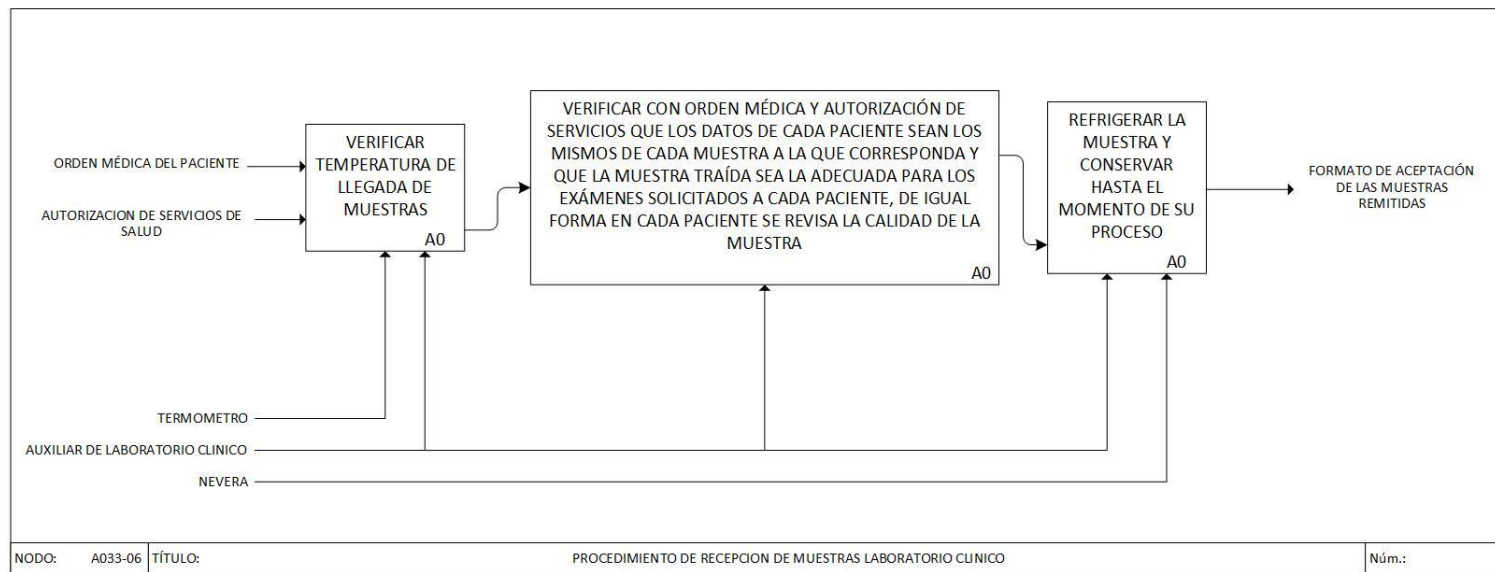 ORDEN MÉDICA DEL PACIENTE
AUTORIZACION DE SERVICIOS DE
SALUD
VERIFICAR
TEMPERATURA DE
LLEGADA DE
MUESTRAS
A0
VERIFICAR CON ORDEN MÉDICA Y AUTORIZACIÓN DE
SERVICIOS QUE LOS DATOS DE CADA PACIENTE SEAN LOS
MISMOS DE CADA MUESTRA A LA QUE CORRESPONDA Y
QUE LA MUESTRA TRAÍDA SEA LA ADECUADA PARA LOS
EXÁMENES SOLICITADOS A CADA PACIENTE, DE IGUAL
FORMA EN CADA PACIENTE SE REVISA LA CALIDAD DE LA
MUESTRA
A0
REFRIGERAR LA
MUESTRA Y
CONSERVAR
HASTA EL
MOMENTO DE SU
PROCESO
A0
FORMATO DE ACEPTACIÓN
DE LAS MUESTRAS
REMITIDAS
TERMOMETRO
AUXILIAR DE LABORATORIO CLINICO
NEVERA
NODO: A033-06 TÍTULO: PROCEDIMIENTO DE RECEPCION DE MUESTRAS LABORATORIO CLINICO Núm.: